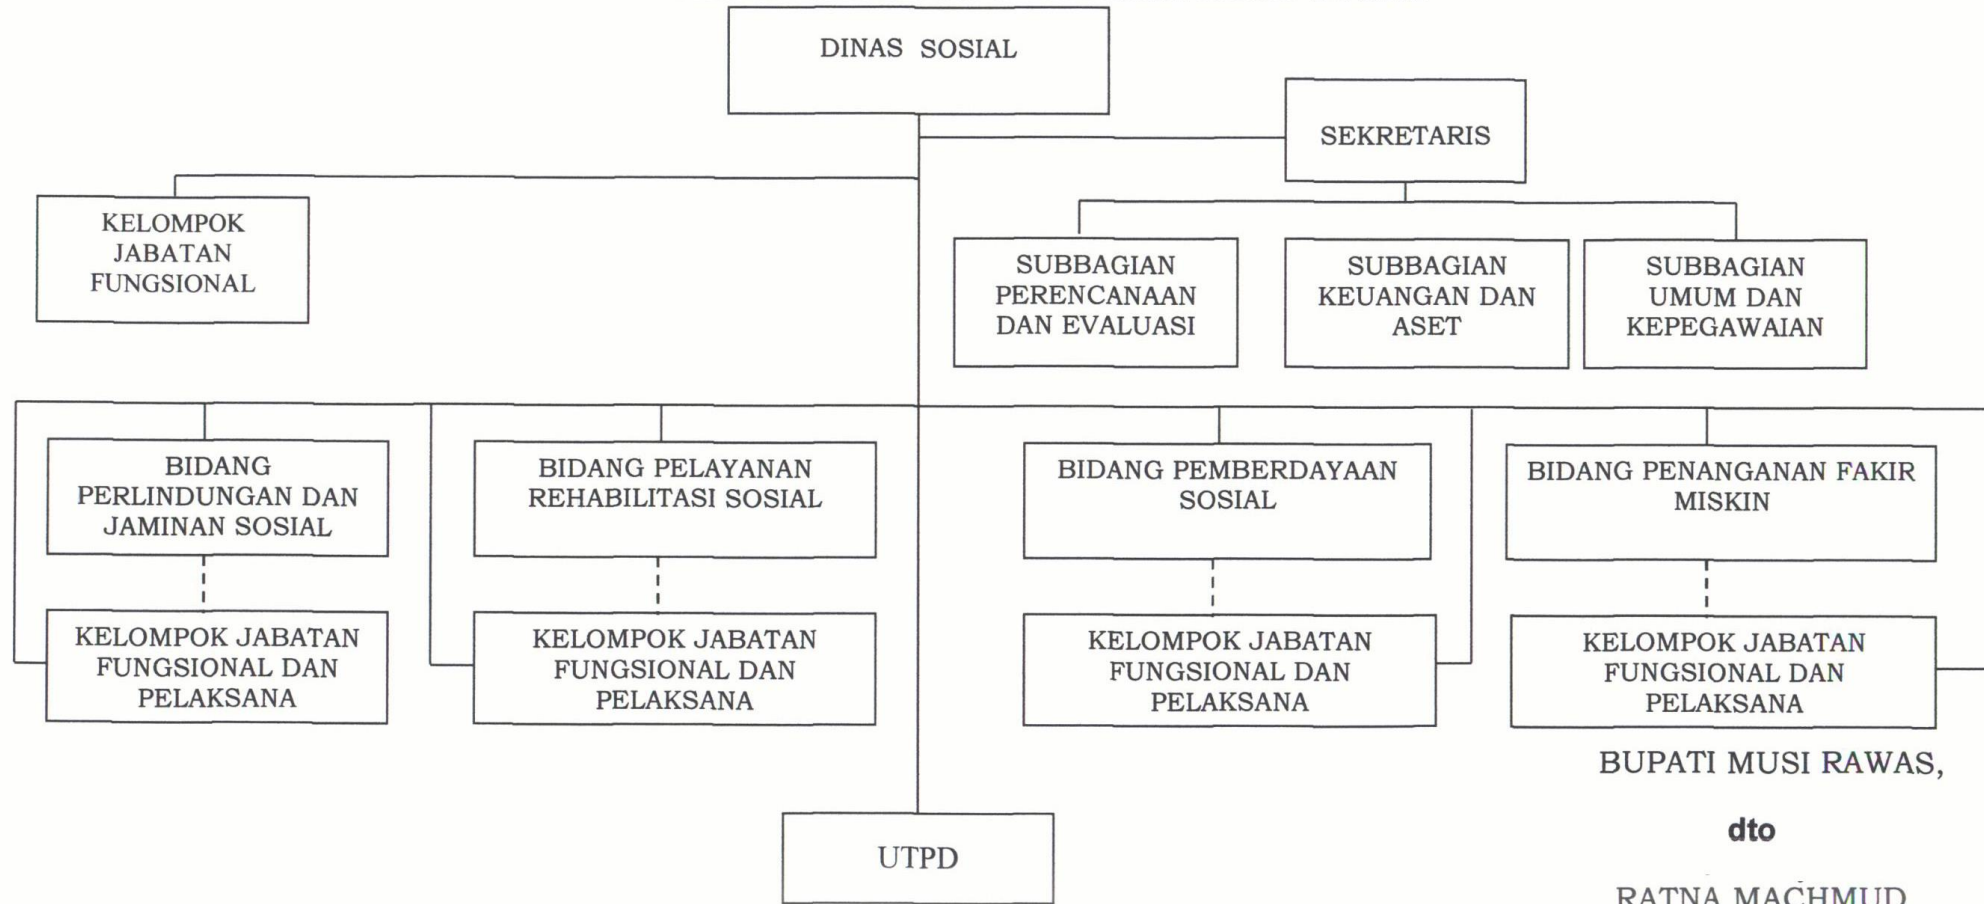 DINAS SOSIAL
SEKRETARIS
KELOMPOK
JABATAN
FUNGSIONAL
SUBBAGIAN
PERENCANAAN
DAN EVALUASI
SUBBAGIAN
KEUANGAN DAN
ASET
SUBBAGIAN
UMUM DAN
KEPEGAWAIAN
BIDANG
PERLINDUNGAN DAN
JAMINAN SOSIAL
BIDANG PELAYANAN
REHABILITASI SOSIAL
BIDANG PEMBERDAYAAN
SOSIAL
BIDANG PENANGANAN FAKIR
MISKIN
KELOMPOK JABATAN
FUNGSIONAL DAN
PELAKSANA
KELOMPOK JABATAN
FUNGSIONAL DAN
PELAKSANA
KELOMPOK JABATAN
FUNGSIONAL DAN
PELAKSANA
KELOMPOK JABATAN
FUNGSIONAL DAN
PELAKSANA
BUPATI MUSI RAWAS,
dto
RATNA MACHMUD
UTPD